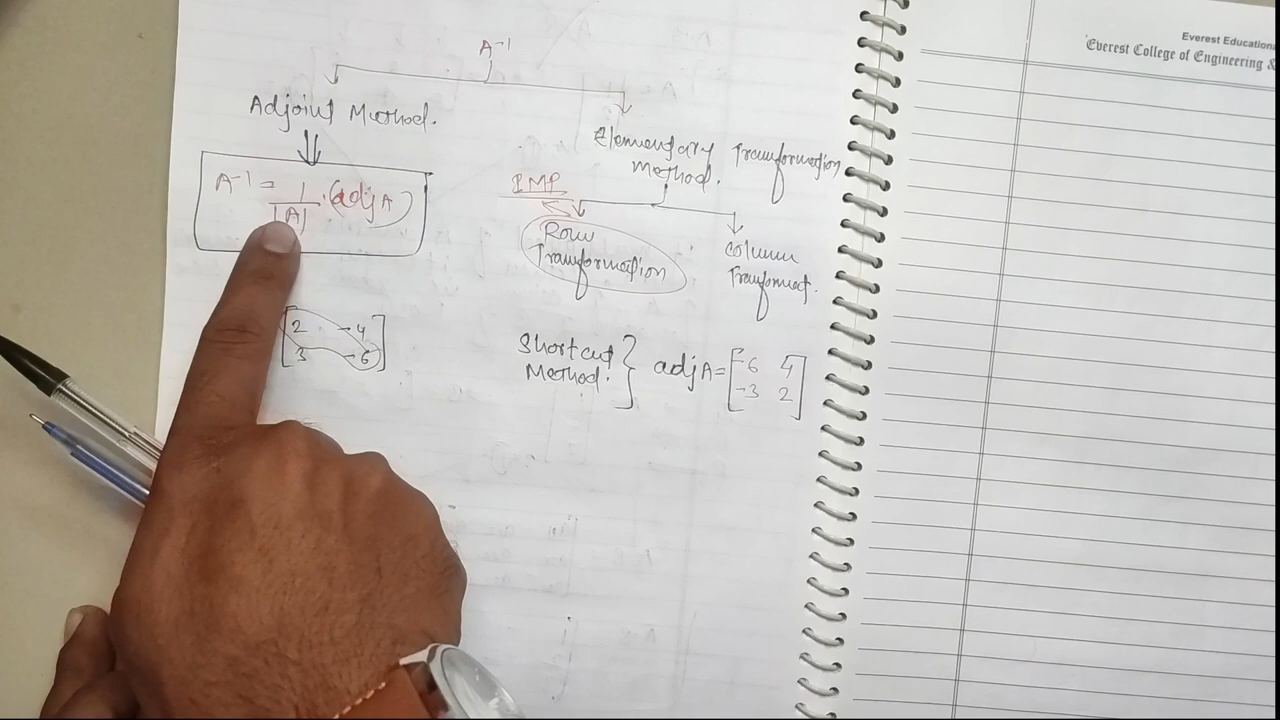 A⁻¹
Adjoint Method.
Elementary Transformation
Method.
A⁻¹ = 1/|A| · (adj A)
IMP
Row
Transformation
Column
Transformat.
[2 -4
3 -6]
Shortcut
Method. } adj A = [-6 4
-3 2]
Everest Educationa
Everest College of Engineering &